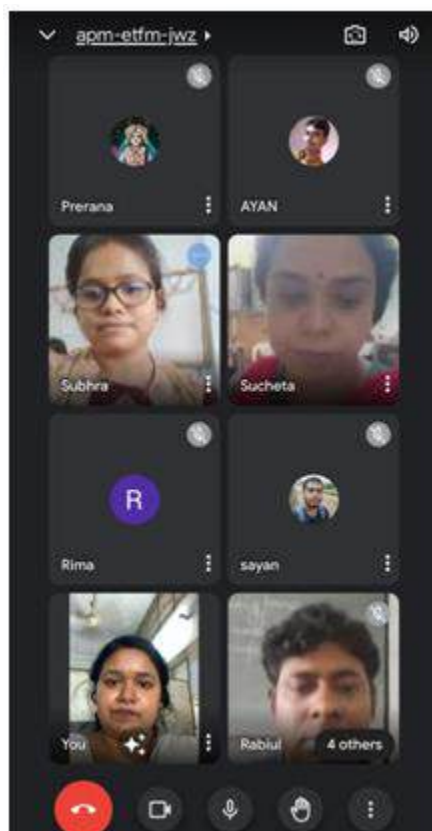 apm-etfm-jwz
Prerana
AYAN
Subhra
Sucheta
R
Rima
sayan
You
Rabiul
4 others